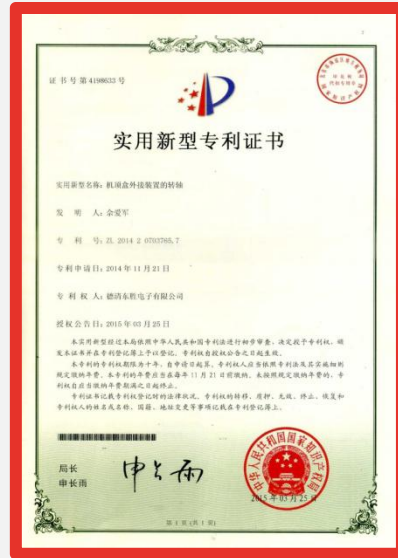 证书号第4198633号
实用新型专利证书
实用新型名称：机顶盒外接装置的转轴
发 明 人：余爱军
专 利 号：ZL 2014 2 0703765.7
专利申请日：2014年11月21日
专 利 权 人：德清东胜电子有限公司
授权公告日：2015年03月25日
本实用新型经过本局依照中华人民共和国专利法进行初步审查，决定授予专利权，颁
发本证书并在专利登记簿上予以登记。专利权自授权公告之日起生效。
本专利的专利权期限为十年，自申请日起算。专利权人应当依照专利法及其实施细则
规定缴纳年费。本专利的年费应当在每年11月21日前缴纳。未按照规定缴纳年费的，专
利权自应当缴纳年费期满之日起终止。
专利证书记载专利权登记时的法律状况。专利权的转移、质押、无效、终止、恢复和
专利权人的姓名或名称、国籍、地址变更等事项记载在专利登记簿上。
局长
申长雨
申长雨
中华人民共和国国家知识产权局
2015年03月25日
第1页(共1页)